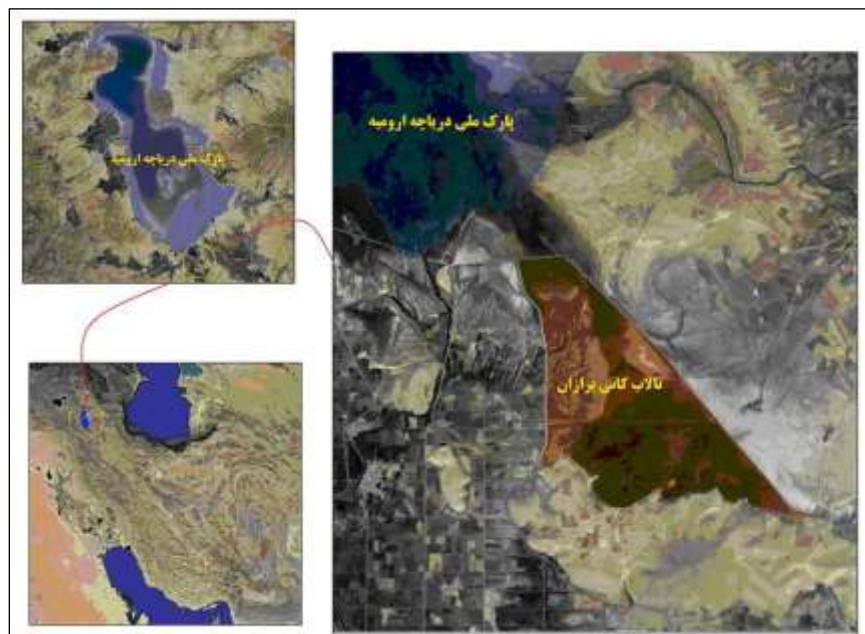 پارک ملی دریاچه ارومیه
پارک ملی دریاچه ارومیه
تالاب کانی برازان